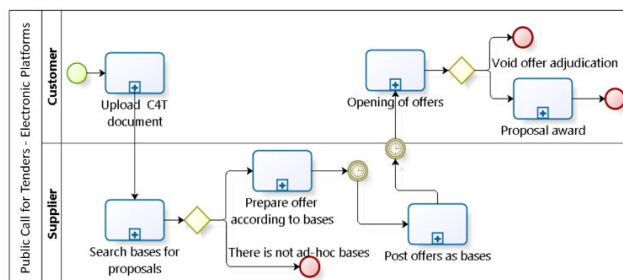 Public Call for Tenders - Electronic Platforms
Customer
Upload C4T
document
Opening of offers
Void offer adjudication
Proposal award
Supplier
Search bases for
proposals
Prepare offer
according to bases
There is not ad-hoc bases
Post offers as bases